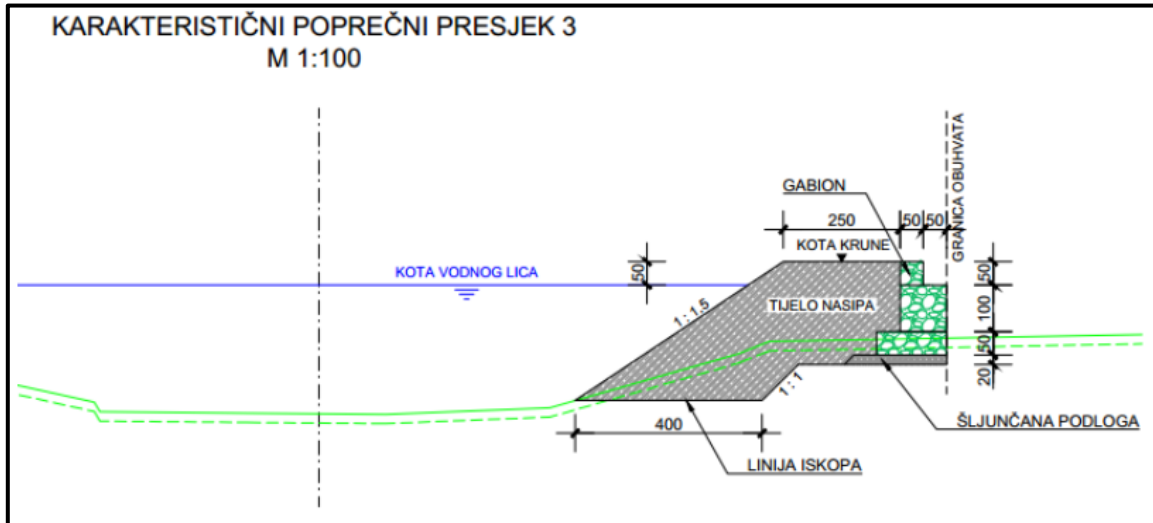 KARAKTERISTIČNI POPREČNI PRESJEK 3
M 1:100
GRANICA OBUHVATA
GABION
250
50
50
KOTA KRUNE
50
KOTA VODNOG LICA
50
TIJELO NASIPA
100
1 : 1,5
50
20
1 : 1
400
ŠLJUNČANA PODLOGA
LINIJA ISKOPA